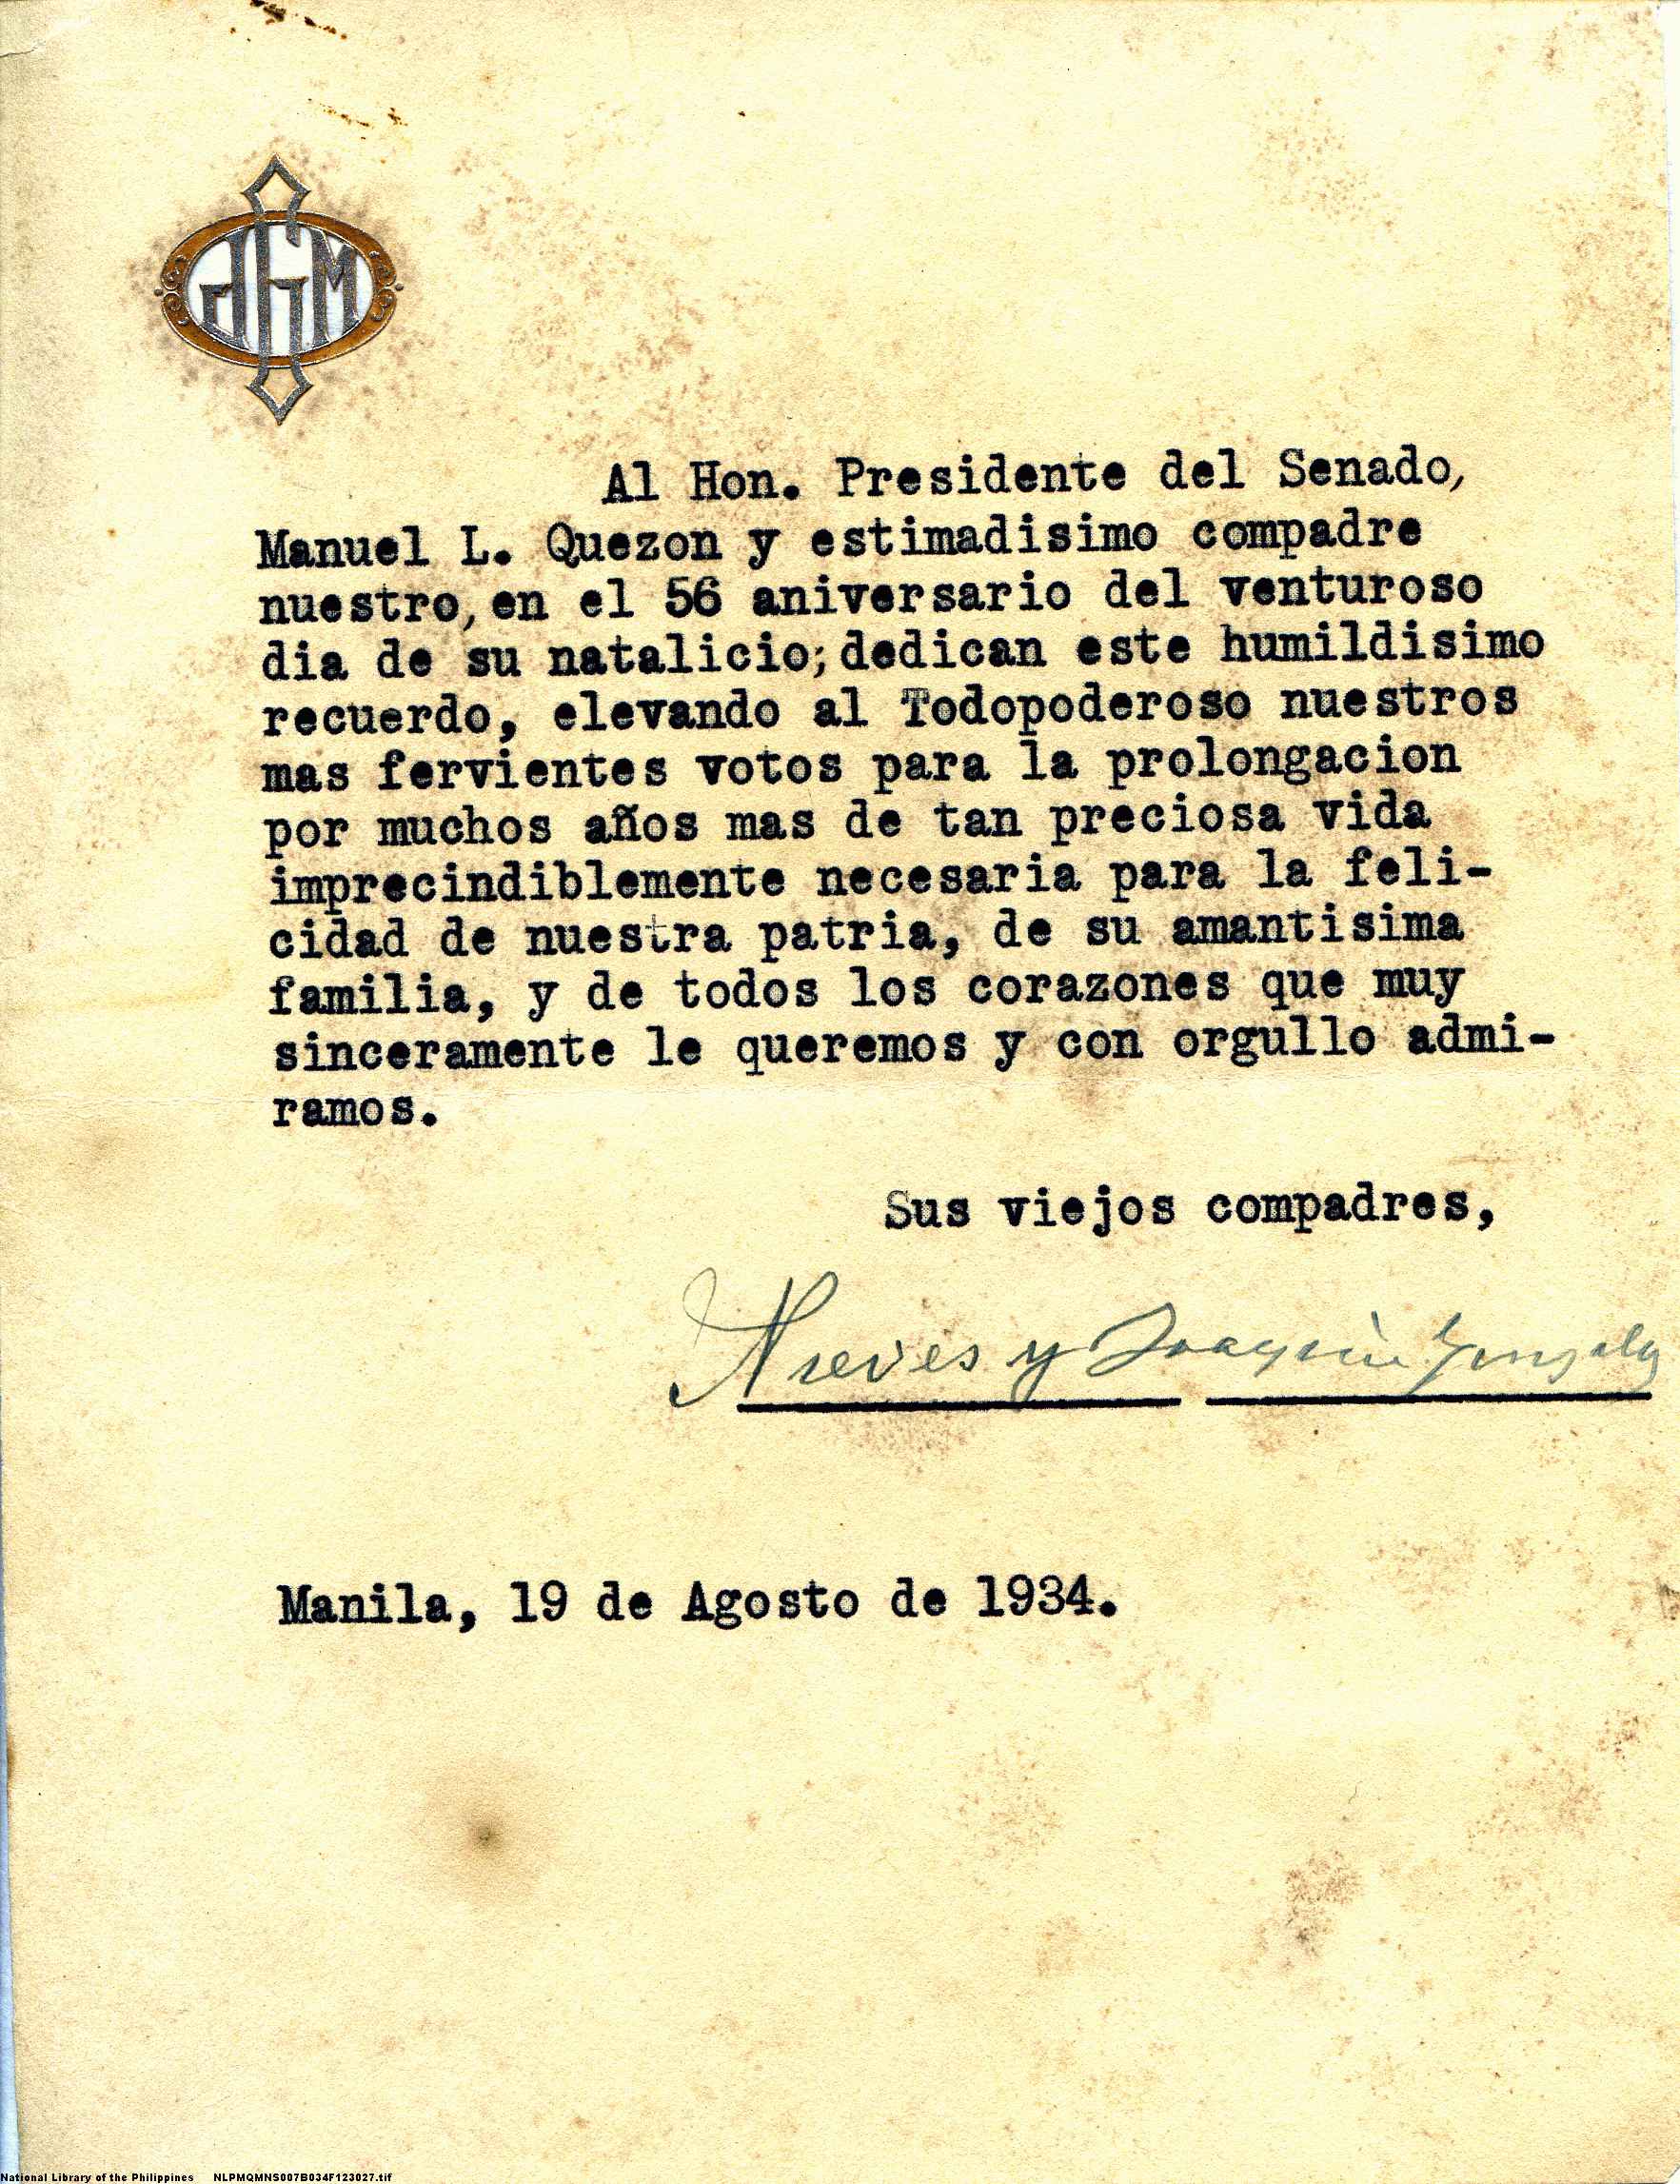 JGM
Al Hon. Presidente del Senado,
Manuel L. Quezon y estimadisimo compadre
nuestro, en el 56 aniversario del venturoso
dia de su natalicio; dedican este humildisimo
recuerdo, elevando al Todopoderoso nuestros
mas fervientes votos para la prolongacion
por muchos años mas de tan preciosa vida
imprecindiblemente necesaria para la feli-
cidad de nuestra patria, de su amantisima
familia, y de todos los corazones que muy
sinceramente le queremos y con orgullo admi-
ramos.
Sus viejos compadres,
Nieves y Joaquin Gonzalez
Manila, 19 de Agosto de 1934.
National Library of the Philippines NLPMQMNS007B034F123027.tif